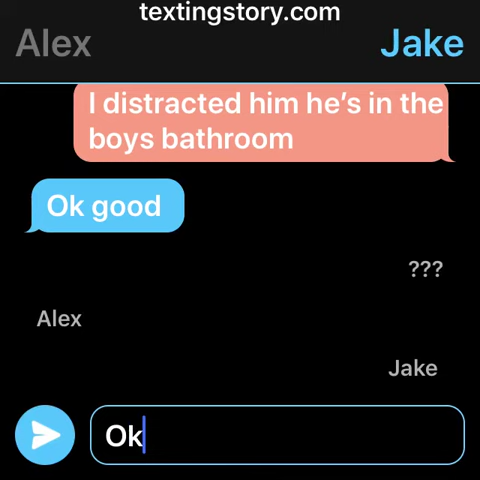 textingstory.com
Alex Jake
I distracted him he’s in the
boys bathroom
Ok good
???
Alex
Jake
Ok